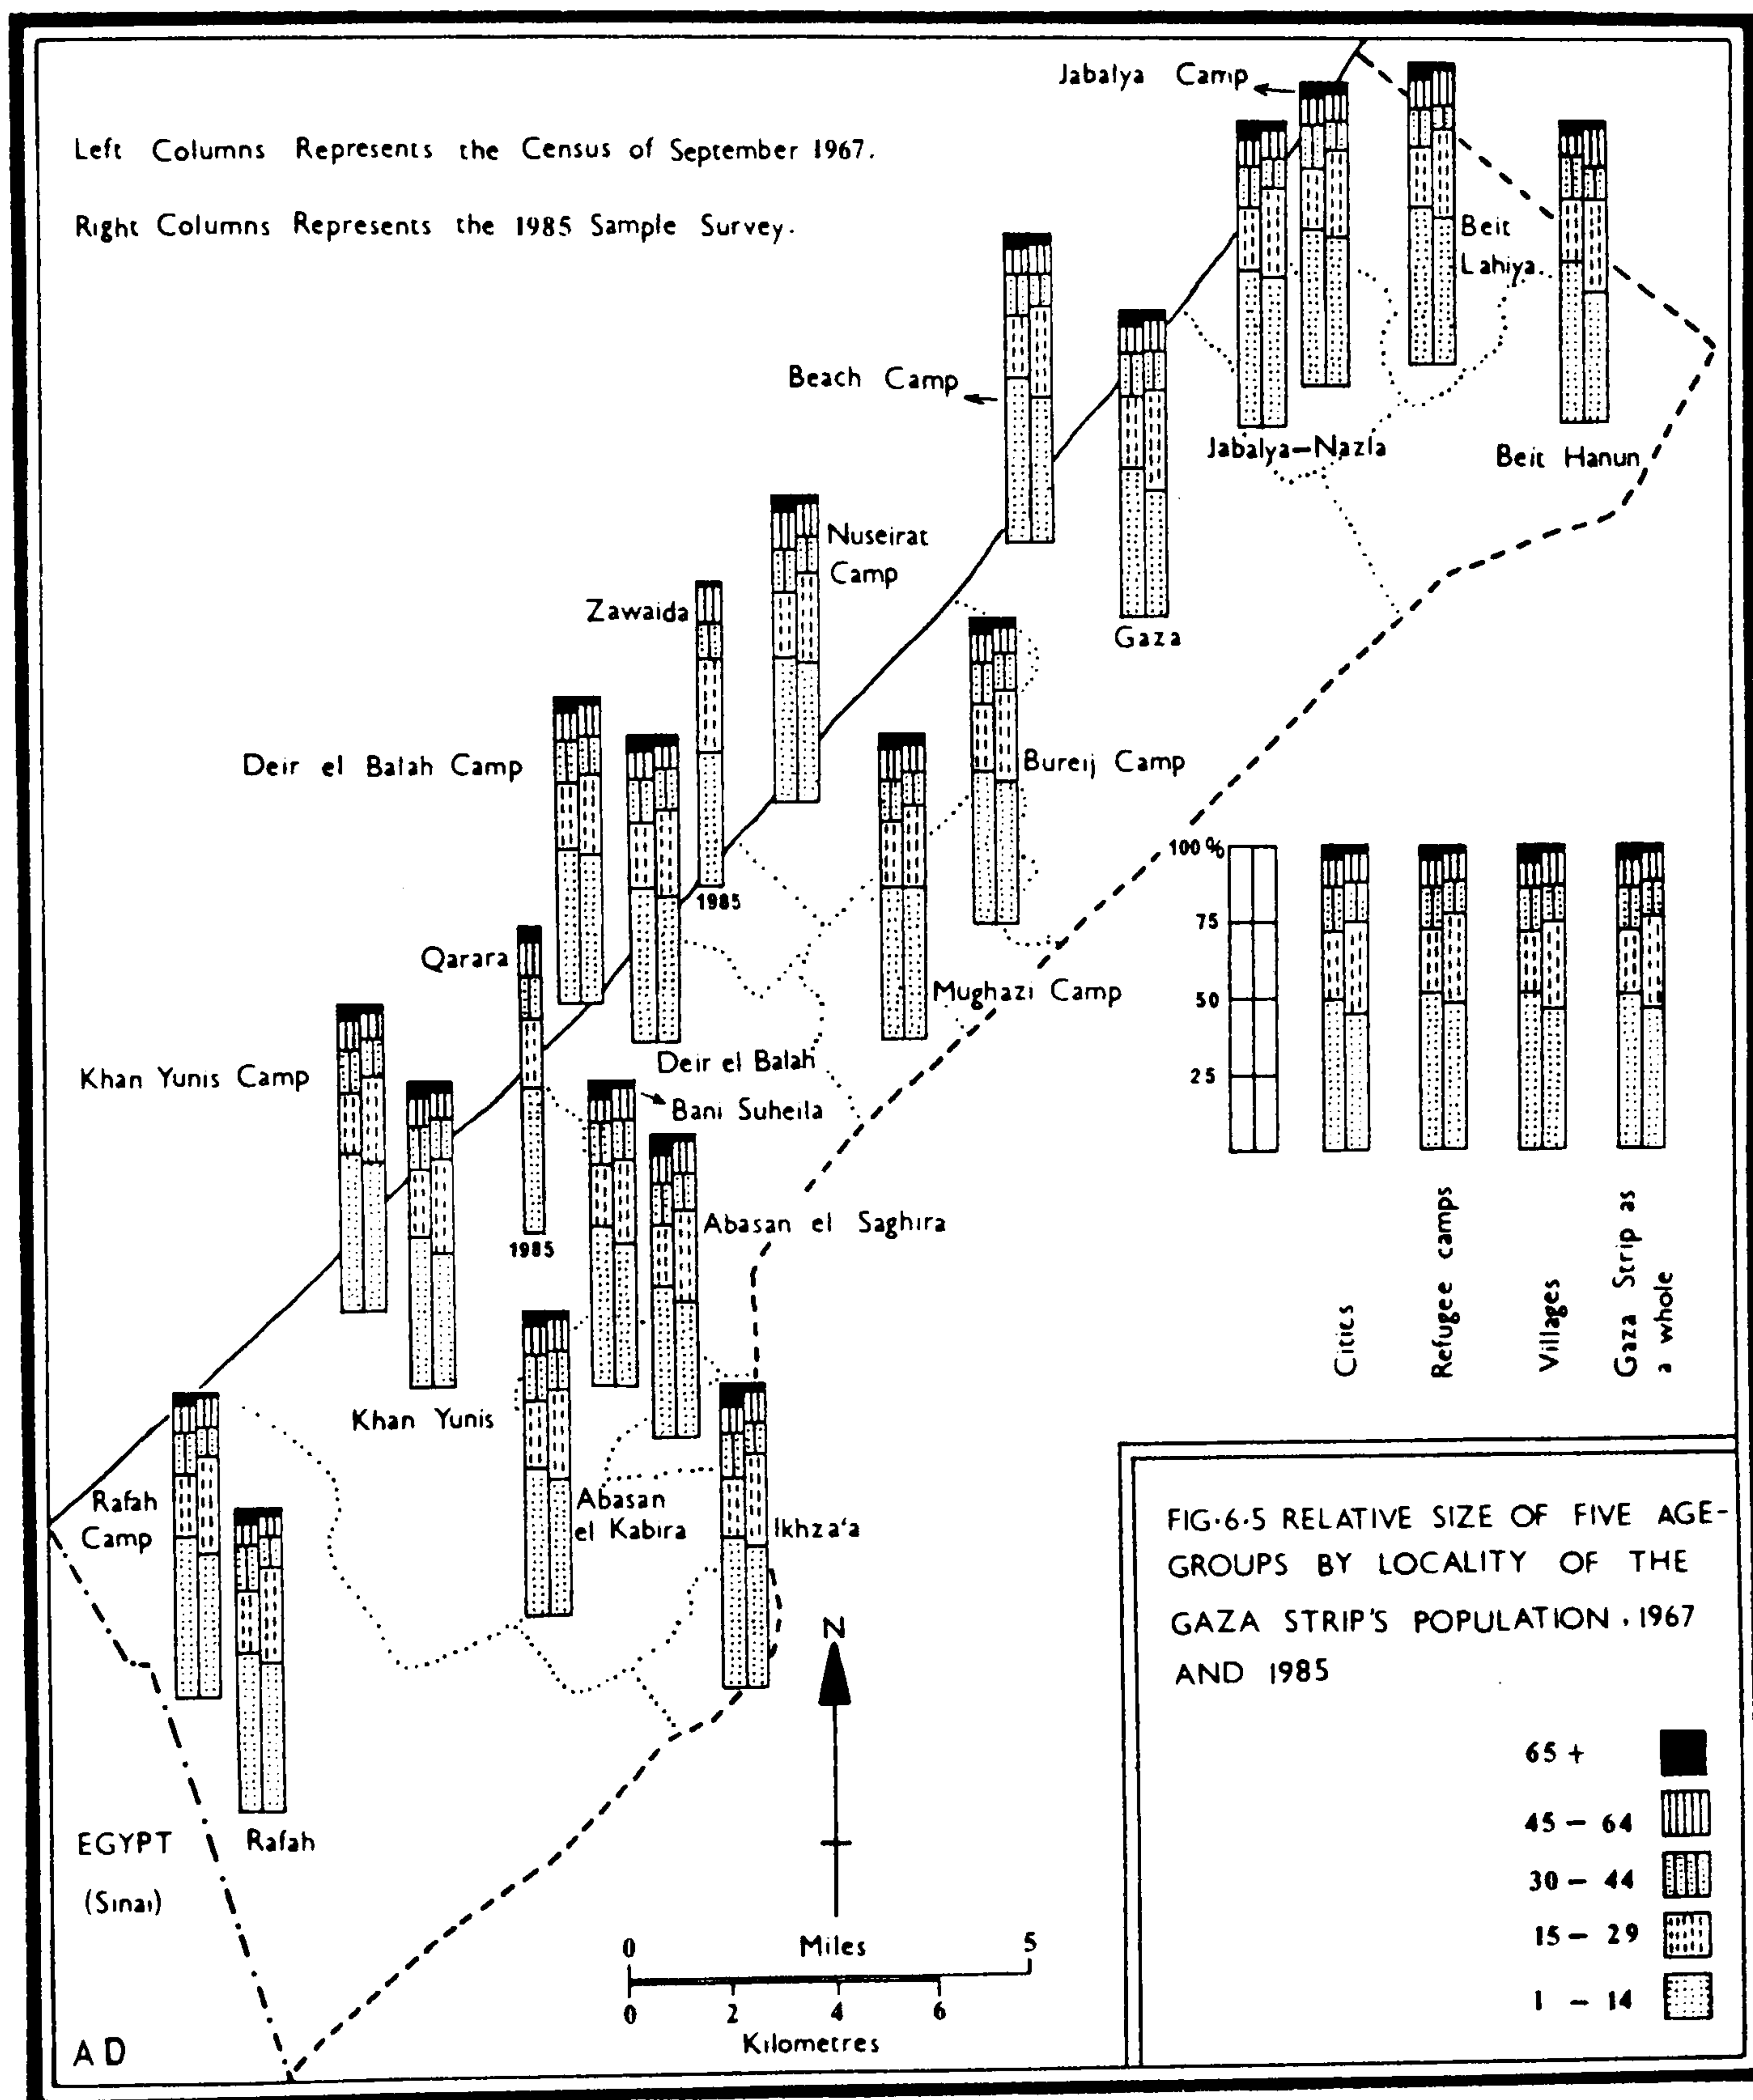 Left Columns Represents the Census of September 1967.
Right Columns Represents the 1985 Sample Survey.
Jabalya Camp
Beit
Lahiya
Beach Camp
Jabalya-Nazla
Beit Hanun
Nuseirat
Camp
Zawaida
Gaza
Deir el Balah Camp
Bureij Camp
1985
Qarara
Mughazi Camp
Deir el Balah
Khan Yunis Camp
Bani Suheila
Abasan el Saghira
1985
Khan Yunis
Rafah
Camp
Abasan
el Kabira
Ikhza'a
Rafah
EGYPT
(Sinai)
100 %
75
50
25
Cities
Refugee camps
Villages
Gaza Strip as
a whole
N
0 Miles 5
0 2 4 6
Kilometres
AD
FIG.6.5 RELATIVE SIZE OF FIVE AGE-
GROUPS BY LOCALITY OF THE
GAZA STRIP'S POPULATION, 1967
AND 1985
65 +
45 - 64
30 - 44
15 - 29
1 - 14